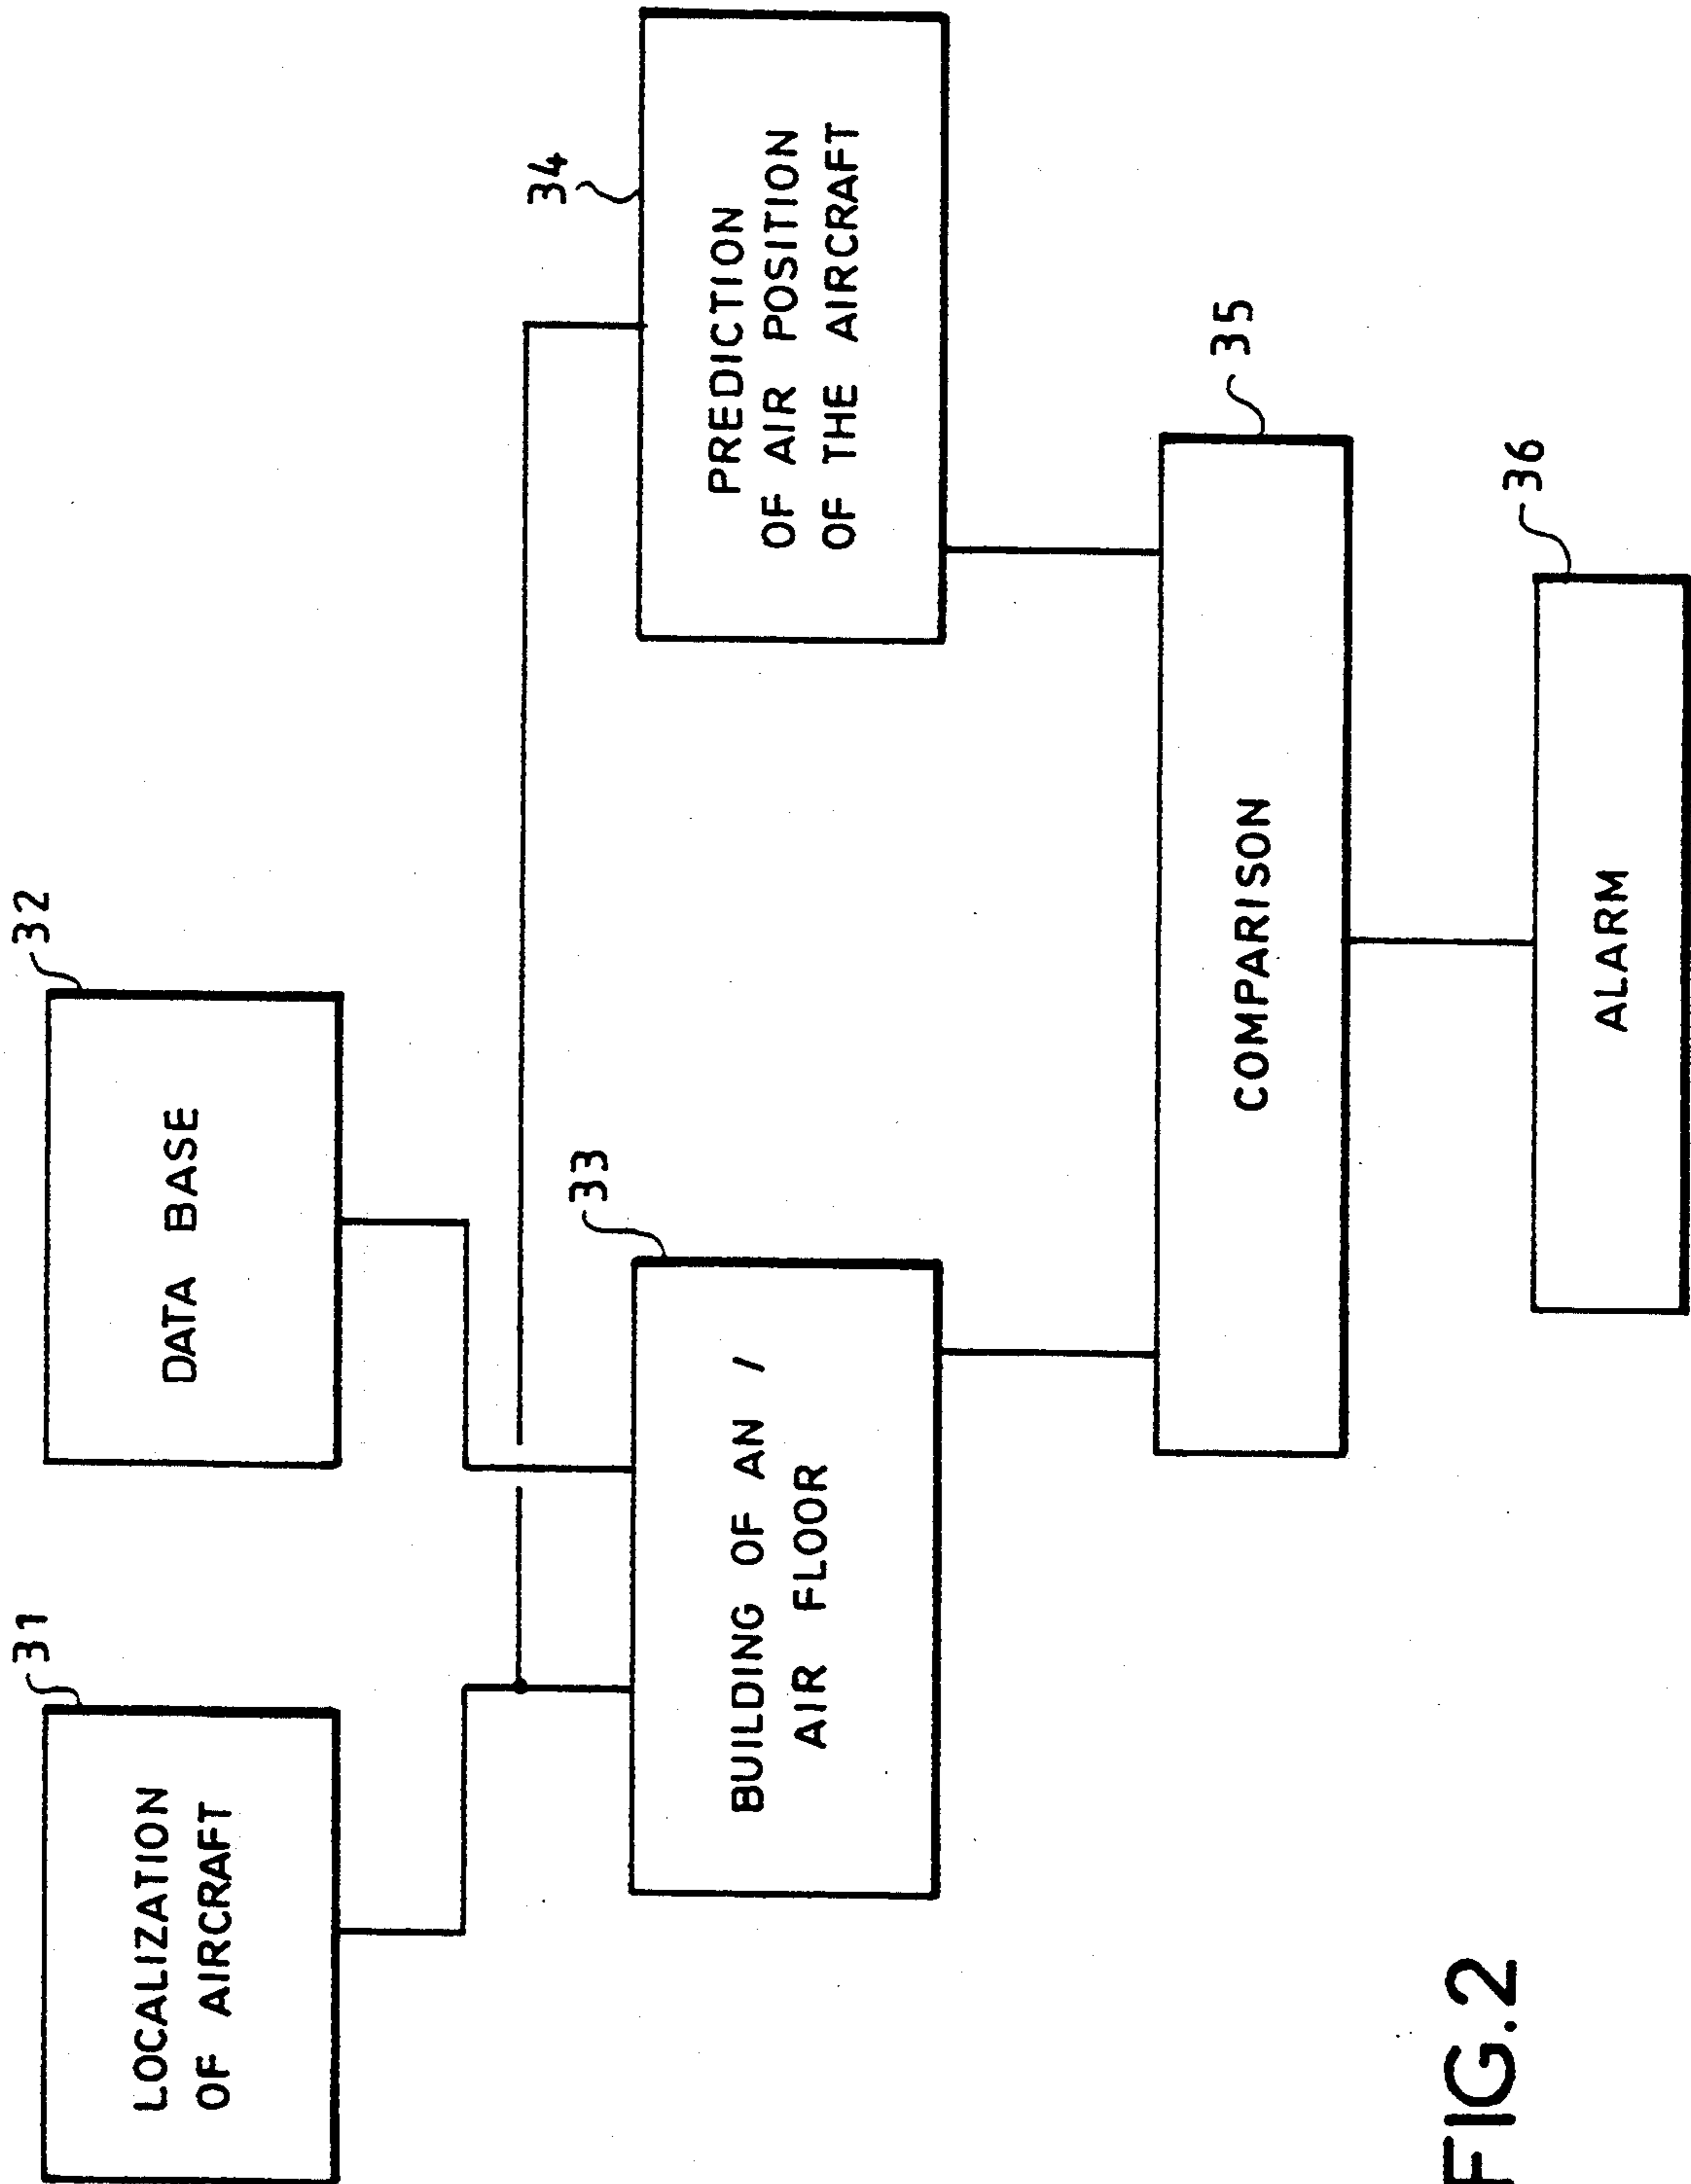 31
LOCALIZATION
OF AIRCRAFT
32
DATA BASE
33
BUILDING OF AN /
AIR FLOOR
34
PREDICTION
OF AIR POSITION
OF THE AIRCRAFT
35
COMPARISON
36
ALARM
FIG.2